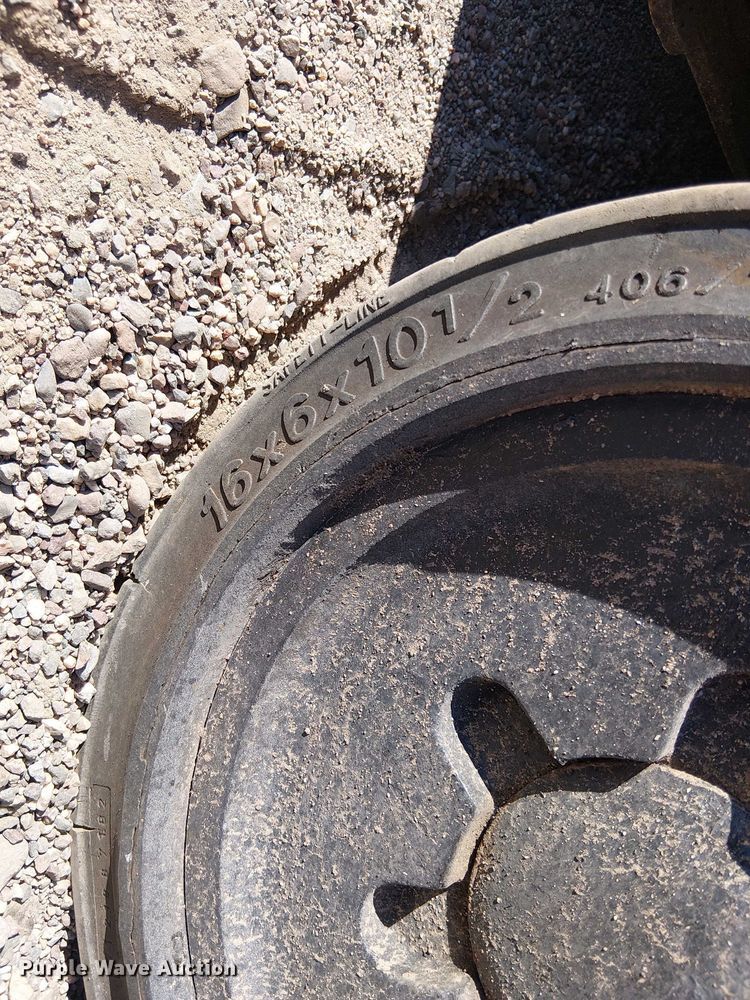 SAFETY-LINE
16x6x10 1/2 406/
Purple Wave Auction